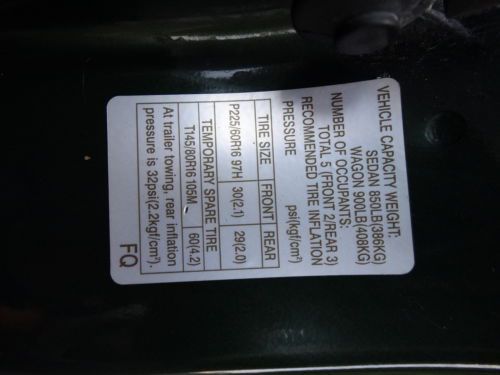 VEHICLE CAPACITY WEIGHT:
SEDAN 850LB(386KG)
WAGON 900LB(408KG)
NUMBER OF OCCUPANTS:
TOTAL 5 (FRONT 2/REAR 3)
RECOMMENDED TIRE INFLATION
PRESSURE psi(kgf/cm²)
TIRE SIZE FRONT REAR
P225/60R16 97H 30(2.1) 29(2.0)
TEMPORARY SPARE TIRE
T145/80R16 105M 60(4.2)
At trailer towing, rear inflation
pressure is 32psi(2.2kgf/cm²).
FQ